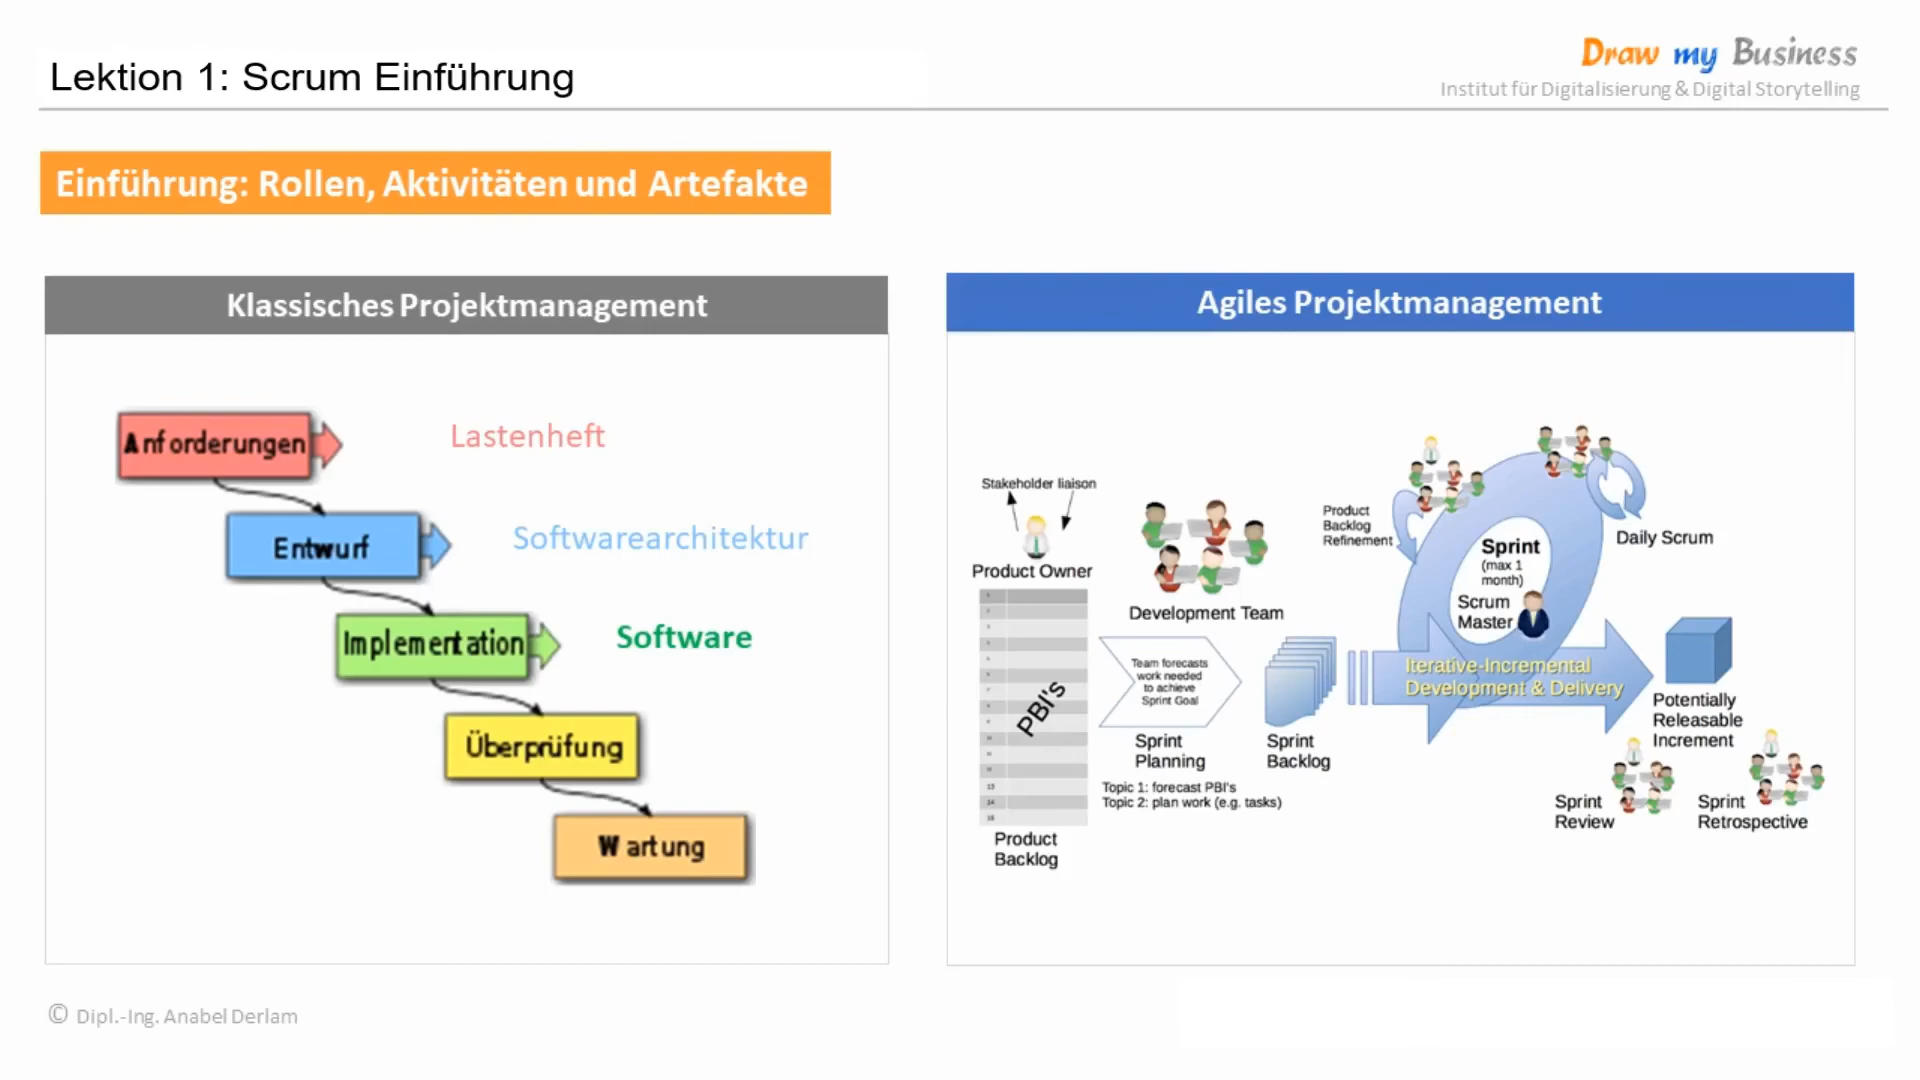 Lektion 1: Scrum Einführung
Draw my Business
Institut für Digitalisierung & Digital Storytelling
Einführung: Rollen, Aktivitäten und Artefakte
Klassisches Projektmanagement
Anforderungen
Lastenheft
Entwurf
Softwarearchitektur
Implementation
Software
Überprüfung
Wartung
Agiles Projektmanagement
Stakeholder liaison
Product Owner
PBI's
13
14
Product
Backlog
Development Team
Team forecasts
work needed
to achieve
Sprint Goal
Sprint
Planning
Topic 1: forecast PBI's
Topic 2: plan work (e.g. tasks)
Sprint
Backlog
Product
Backlog
Refinement
Sprint
(max 1
month)
Scrum
Master
Daily Scrum
Iterative-Incremental
Development & Delivery
Potentially
Releasable
Increment
Sprint
Review
Sprint
Retrospective
© Dipl.-Ing. Anabel Derlam